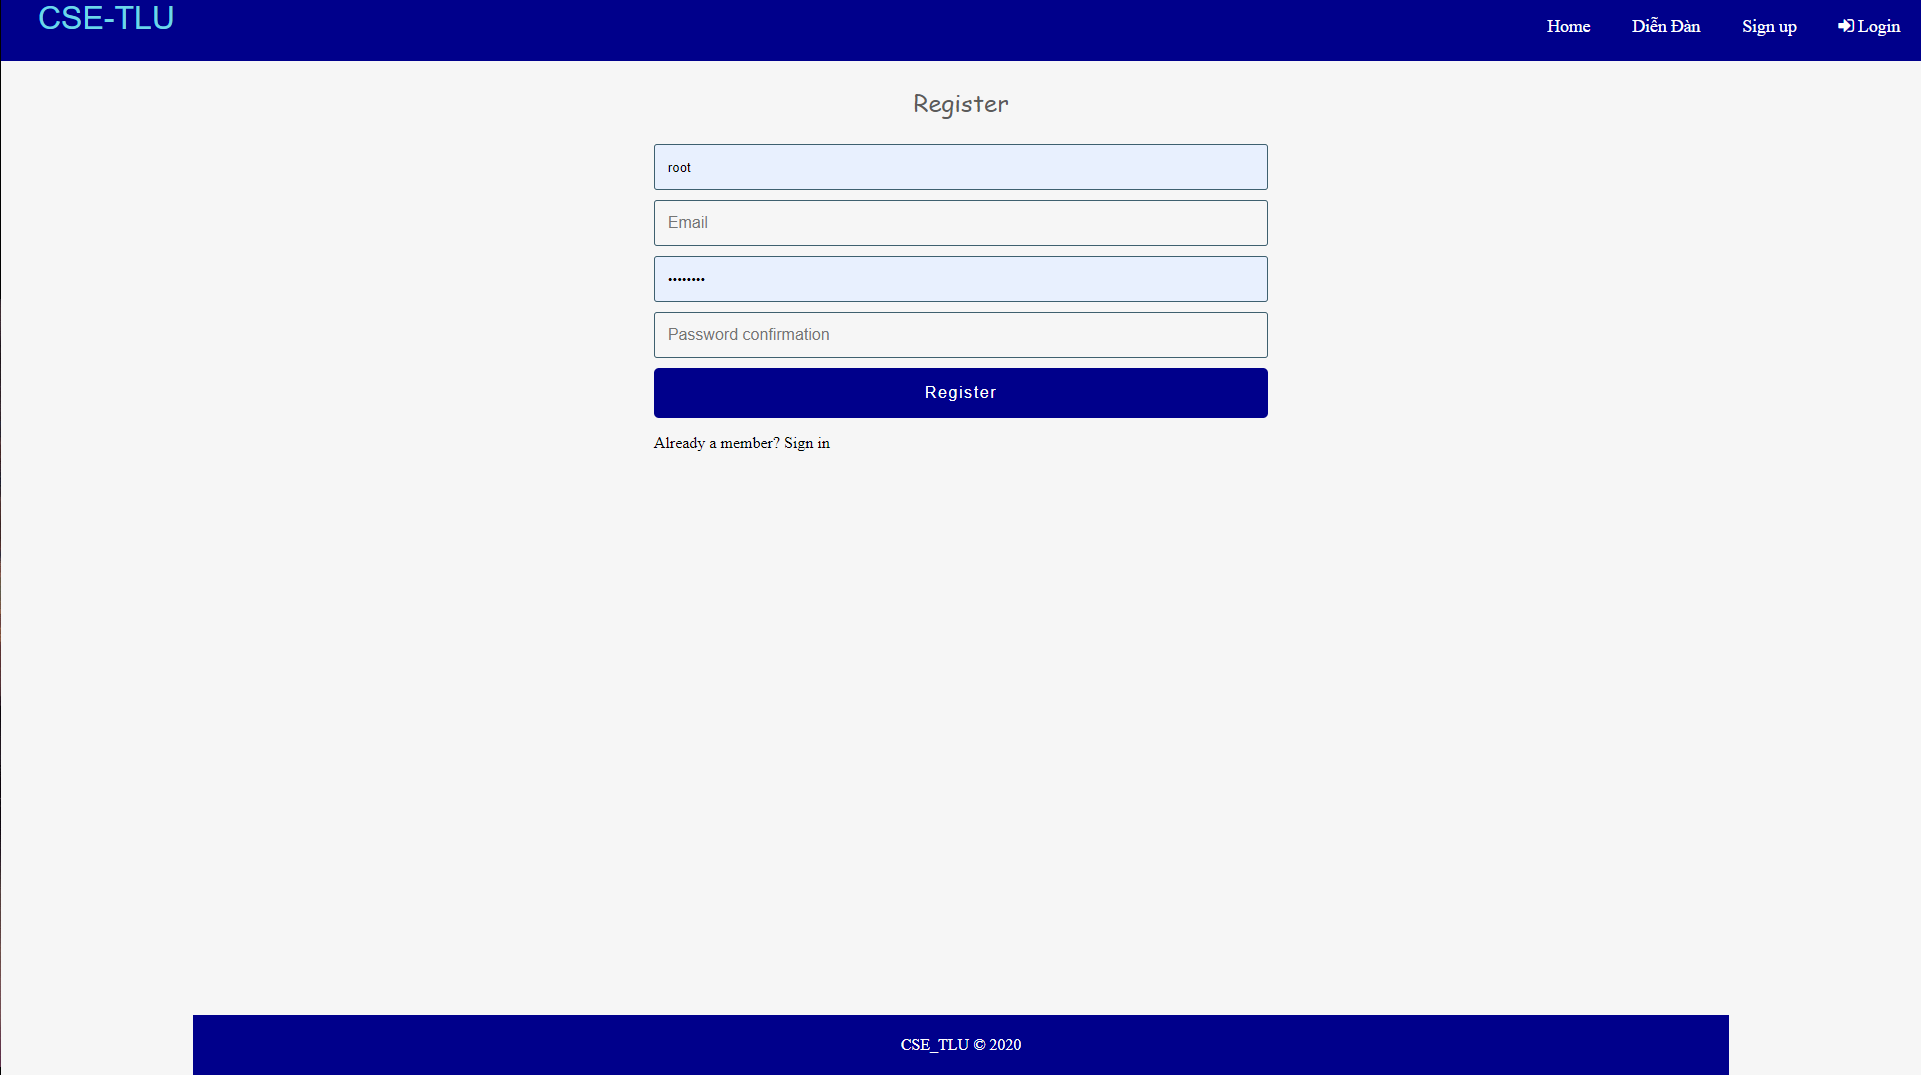 CSE-TLU
Home Diễn Đàn Sign up Login
Register
root
Email
••••••••
Password confirmation
Register
Already a member? Sign in
CSE_TLU © 2020